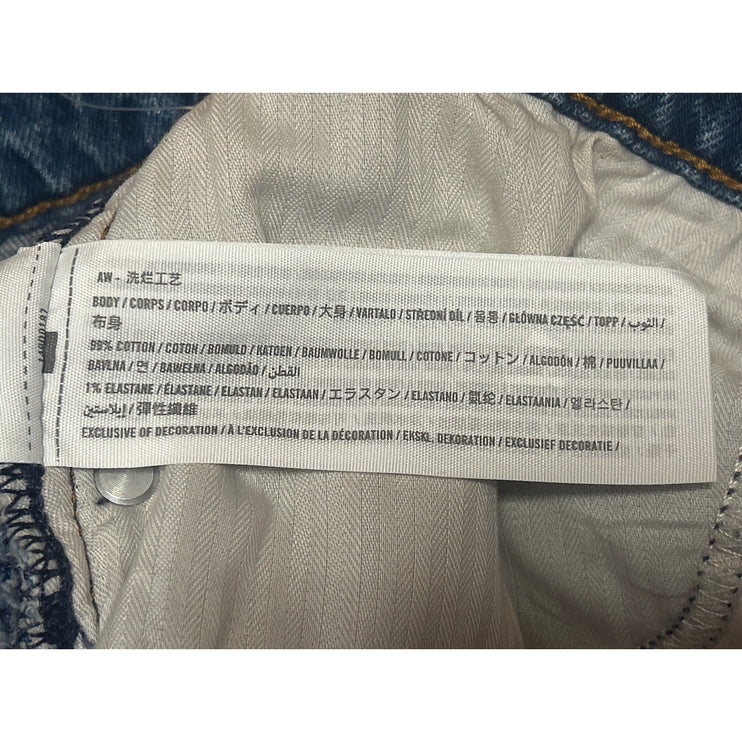 AW - 洗烂工艺
BODY / CORPS / CORPO / ボディ / CUERPO / 大身 / VARTALO / STŘEDNÍ DÍL / 몸통 / GŁÓWNA CZĘŚĆ / TOPP / الثوب /
布身
99% COTTON / COTON / BOMULD / KATOEN / BAUMWOLLE / BOMULL / COTONE / コットン / ALGODÓN / 棉 / PUUVILLAA /
BAVLNA / 면 / BAWEŁNA / ALGODÃO / القطن
1% ELASTANE / ÉLASTANE / ELASTAN / ELASTAAN / エラスタン / ELASTANO / 氨纶 / ELASTAANIA / 엘라스탄 /
إيلاستين / 彈性纖維
EXCLUSIVE OF DECORATION / À L'EXCLUSION DE LA DÉCORATION / EKSKL. DEKORATION / EXCLUSIEF DECORATIE /